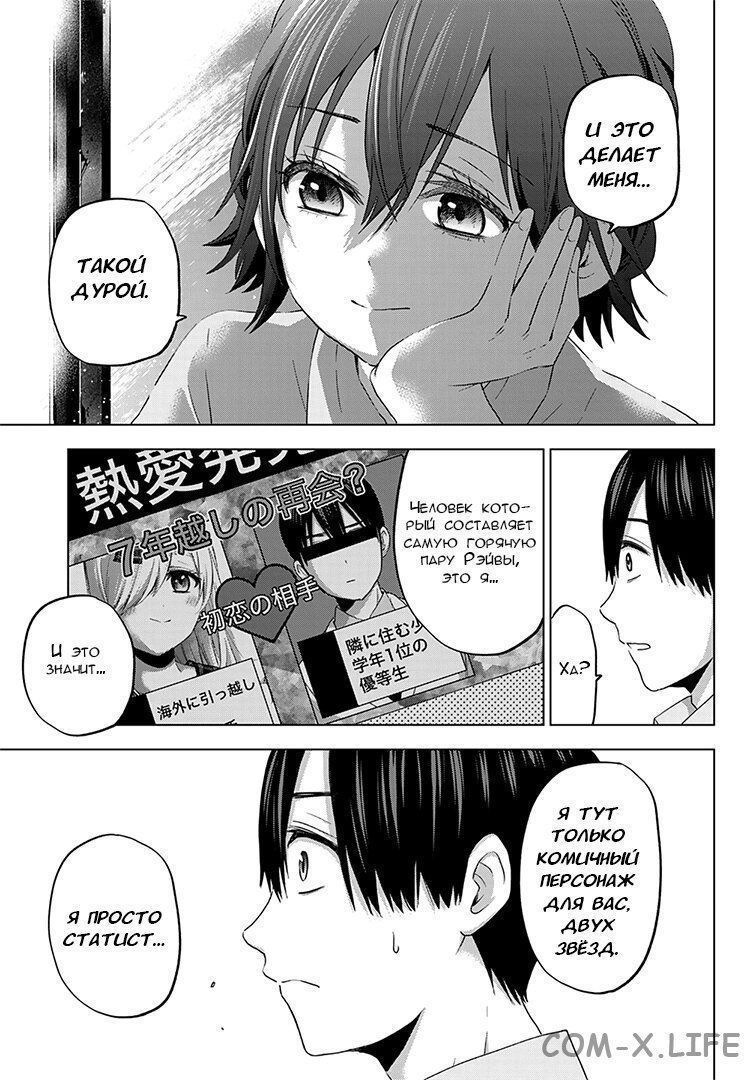 И ЭТО
ДЕЛАЕТ
МЕНЯ...
ТАКОЙ
ДУРОЙ.
ХА?
ЧЕЛОВЕК КОТО-
РЫЙ СОСТАВЛЯЕТ
САМУЮ ГОРЯЧУЮ
ПАРУ РЭЙВЫ,
ЭТО Я...
熱愛発
7年越しの再会?
初恋の相手
隣に住む少
学年1位の
優等生
海外に引っ越し
И ЭТО
ЗНАЧИТ...
Я ТУТ
ТОЛЬКО
КОМИЧНЫЙ
ПЕРСОНАЖ
ДЛЯ ВАС,
ДВУХ
ЗВЁЗД.
Я ПРОСТО
СТАТИСТ...
COM-X.LIFE